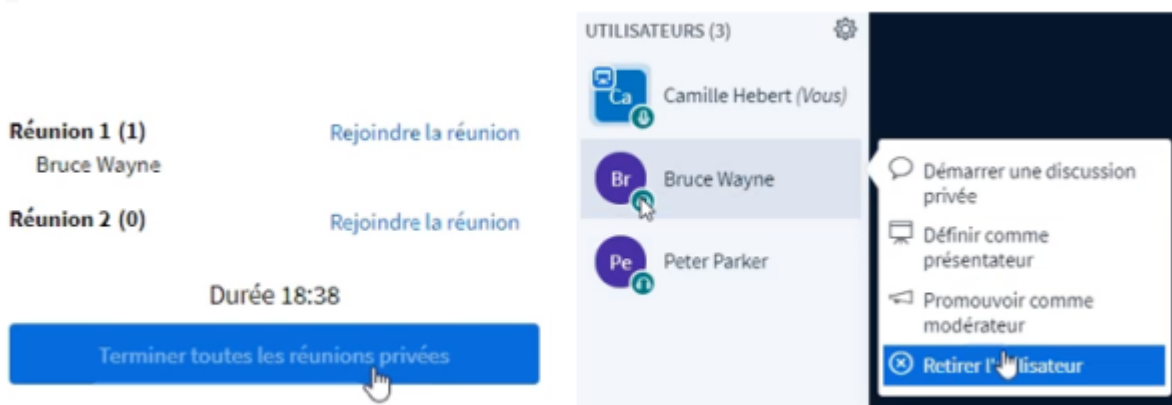 Réunion 1 (1)
Rejoindre la réunion
Bruce Wayne
Réunion 2 (0)
Rejoindre la réunion
Durée 18:38
Terminer toutes les réunions privées
UTILISATEURS (3)
Ca
Camille Hebert (Vous)
Br
Bruce Wayne
Pe
Peter Parker
Démarrer une discussion
privée
Définir comme
présentateur
Promouvoir comme
modérateur
Retirer l'